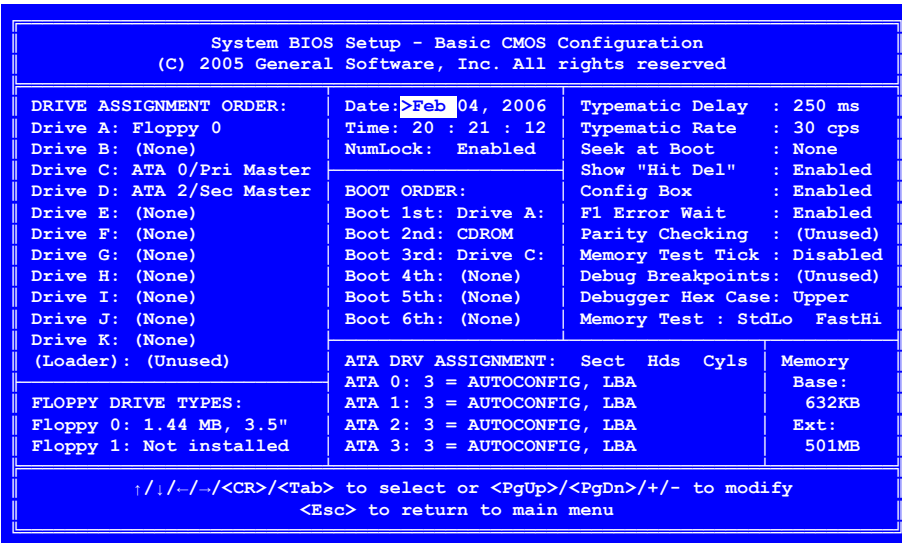 System BIOS Setup - Basic CMOS Configuration
(C) 2005 General Software, Inc. All rights reserved
DRIVE ASSIGNMENT ORDER:
Drive A: Floppy 0
Drive B: (None)
Drive C: ATA 0/Pri Master
Drive D: ATA 2/Sec Master
Drive E: (None)
Drive F: (None)
Drive G: (None)
Drive H: (None)
Drive I: (None)
Drive J: (None)
Drive K: (None)
(Loader): (Unused)
FLOPPY DRIVE TYPES:
Floppy 0: 1.44 MB, 3.5"
Floppy 1: Not installed
Date:>Feb 04, 2006
Time: 20 : 21 : 12
NumLock: Enabled
BOOT ORDER:
Boot 1st: Drive A:
Boot 2nd: CDROM
Boot 3rd: Drive C:
Boot 4th: (None)
Boot 5th: (None)
Boot 6th: (None)
Typematic Delay : 250 ms
Typematic Rate : 30 cps
Seek at Boot : None
Show "Hit Del" : Enabled
Config Box : Enabled
F1 Error Wait : Enabled
Parity Checking : (Unused)
Memory Test Tick : Disabled
Debug Breakpoints: (Unused)
Debugger Hex Case: Upper
Memory Test : StdLo FastHi
ATA DRV ASSIGNMENT: Sect Hds Cyls
ATA 0: 3 = AUTOCONFIG, LBA
ATA 1: 3 = AUTOCONFIG, LBA
ATA 2: 3 = AUTOCONFIG, LBA
ATA 3: 3 = AUTOCONFIG, LBA
Memory
Base:
632KB
Ext:
501MB
↑/↓/←/→/<CR>/<Tab> to select or <PgUp>/<PgDn>/+/- to modify
<Esc> to return to main menu